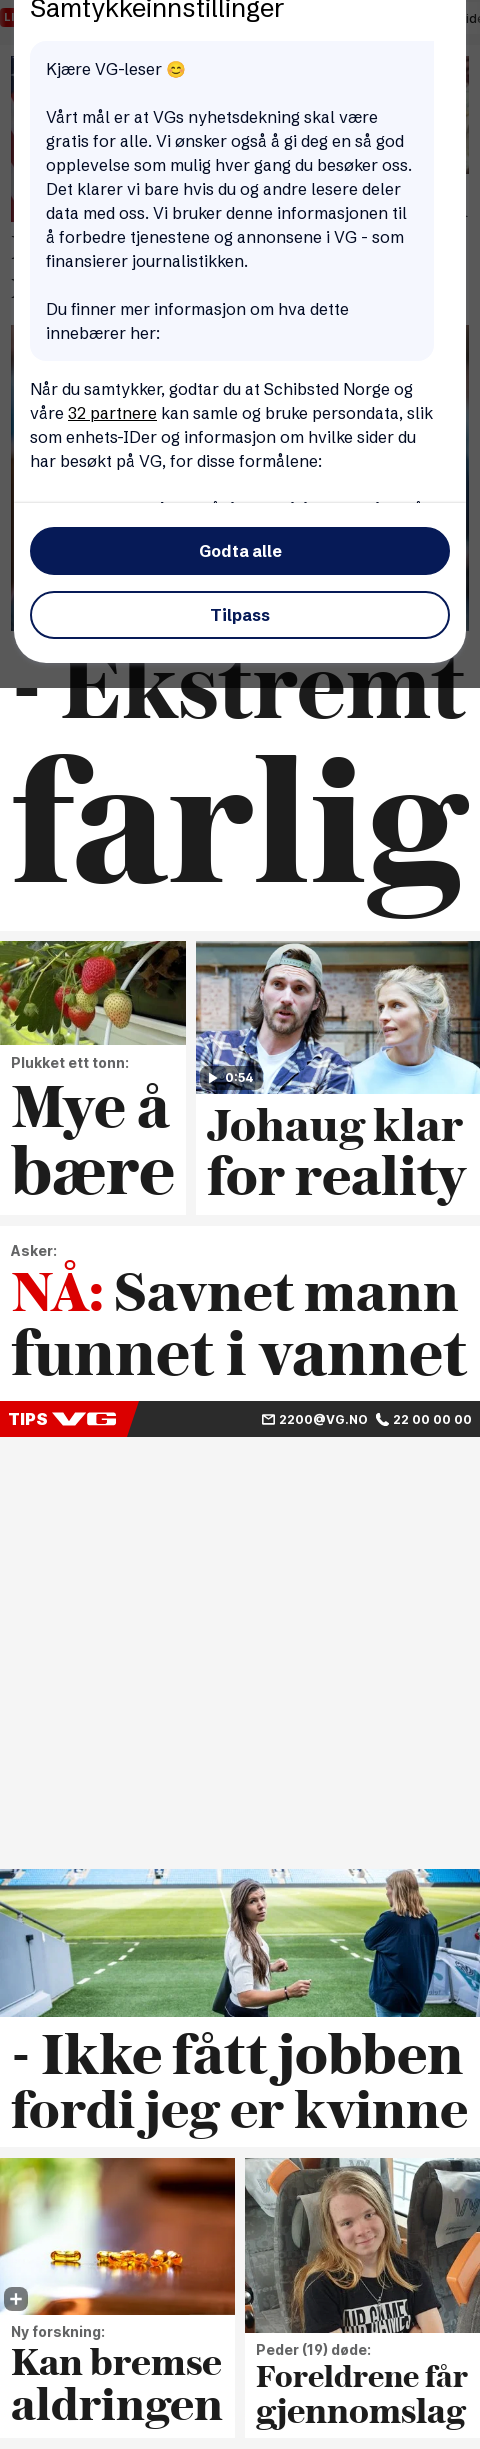 Samtykkeinnstillinger
Kjære VG-leser 😊
Vårt mål er at VGs nyhetsdekning skal være
gratis for alle. Vi ønsker også å gi deg en så god
opplevelse som mulig hver gang du besøker oss.
Det klarer vi bare hvis du og andre lesere deler
data med oss. Vi bruker denne informasjonen til
å forbedre tjenestene og annonsene i VG - som
finansierer journalistikken.
Du finner mer informasjon om hva dette
innebærer her:
Når du samtykker, godtar du at Schibsted Norge og
våre 32 partnere kan samle og bruke persondata, slik
som enhets-IDer og informasjon om hvilke sider du
har besøkt på VG, for disse formålene:
Godta alle
Tilpass
- Ekstremt
farlig
0:54
Plukket ett tonn:
Mye å
bære
Johaug klar
for reality
Asker:
NÅ: Savnet mann
funnet i vannet
TIPS VG 2200@VG.NO 22 00 00 00
- Ikke fått jobben
fordi jeg er kvinne
Ny forskning:
Kan bremse
aldringen
Peder (19) døde:
Foreldrene får
gjennomslag